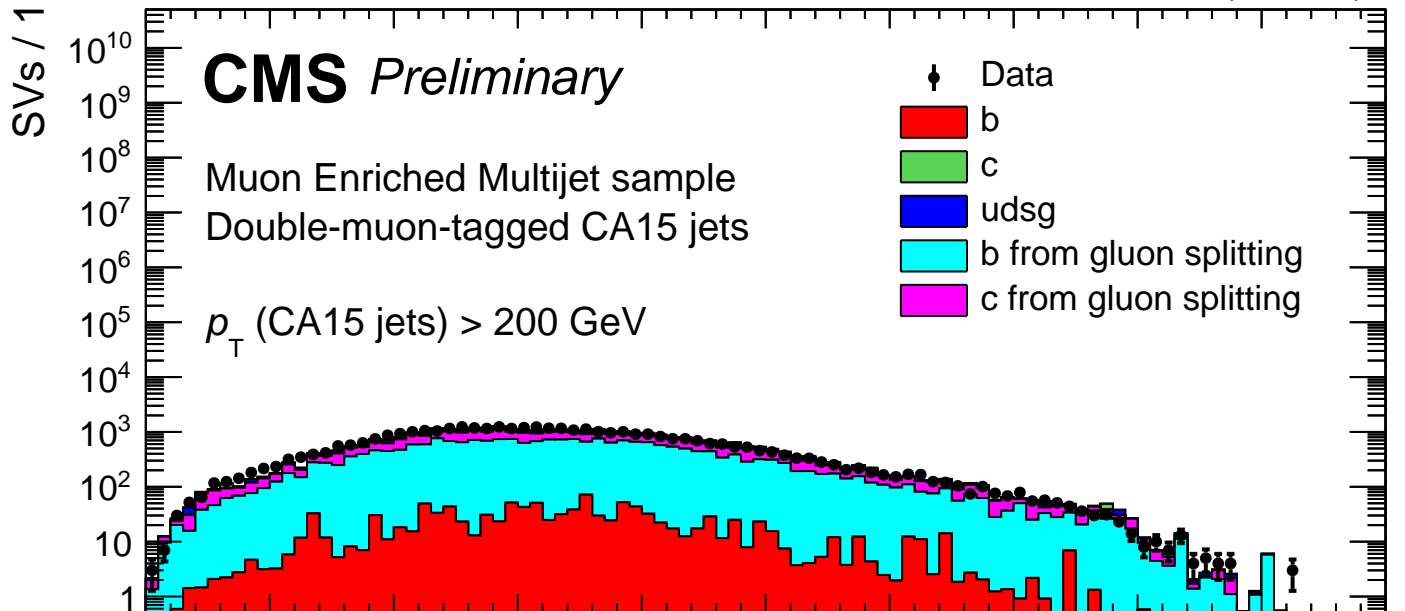 SVs / 1
CMS Preliminary
Muon Enriched Multijet sample
Double-muon-tagged CA15 jets
p_T (CA15 jets) > 200 GeV
Data
b
c
udsg
b from gluon splitting
c from gluon splitting
10^10
10^9
10^8
10^7
10^6
10^5
10^4
10^3
10^2
10
1